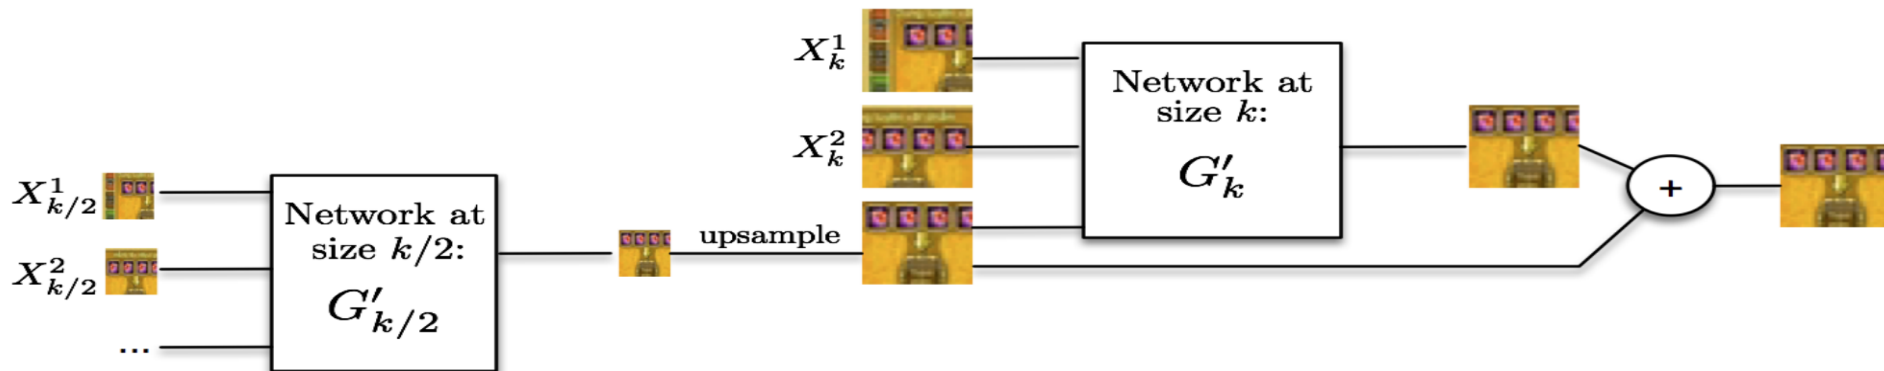 X^1_{k/2}
X^2_{k/2}
...
Network at
size k/2:
G'_{k/2}
upsample
X^1_k
X^2_k
Network at
size k:
G'_k
+